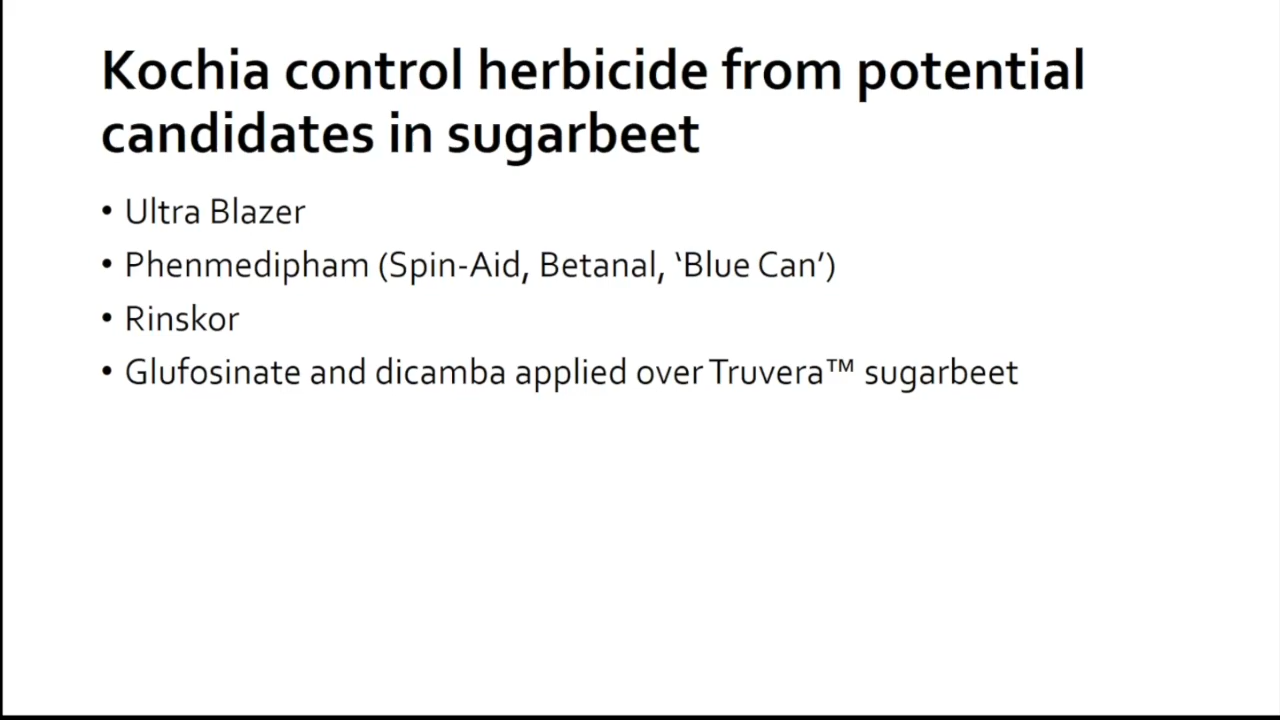 Kochia control herbicide from potential
candidates in sugarbeet
• Ultra Blazer
• Phenmedipham (Spin-Aid, Betanal, ‘Blue Can’)
• Rinskor
• Glufosinate and dicamba applied over Truvera™ sugarbeet